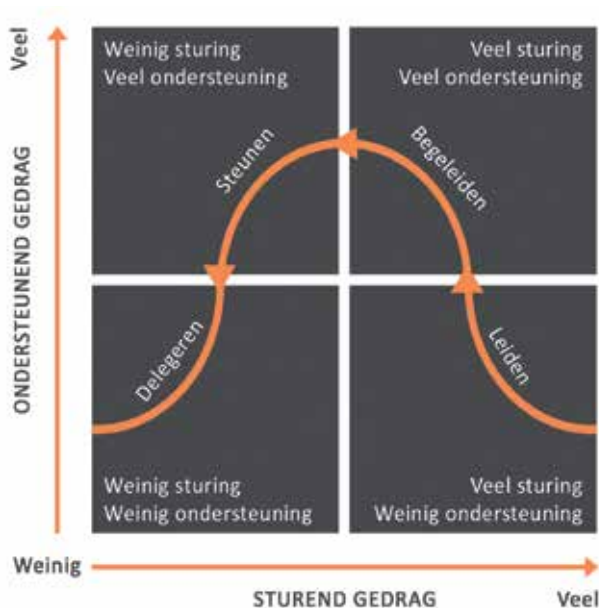 Veel
ONDERSTEUNEND GEDRAG
Weinig sturing
Veel ondersteuning
Veel sturing
Veel ondersteuning
Steunen
Begeleiden
Delegeren
Leiden
Weinig sturing
Weinig ondersteuning
Veel sturing
Weinig ondersteuning
Weinig
STUREND GEDRAG
Veel